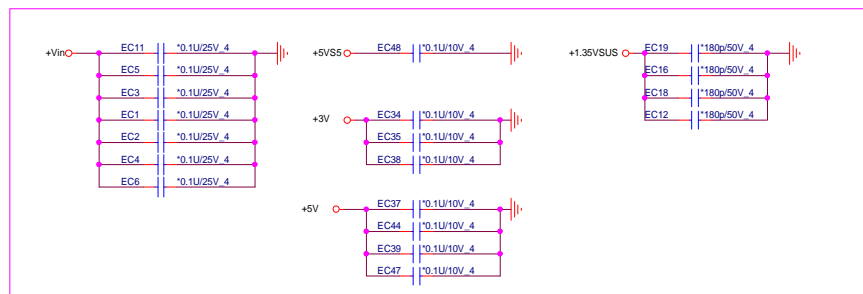 +Vin
EC11 *0.1U/25V_4
EC5 *0.1U/25V_4
EC3 *0.1U/25V_4
EC1 *0.1U/25V_4
EC2 *0.1U/25V_4
EC4 *0.1U/25V_4
EC6 *0.1U/25V_4
+5VS5
EC48 *0.1U/10V_4
+3V
EC34 *0.1U/10V_4
EC35 *0.1U/10V_4
EC38 *0.1U/10V_4
+5V
EC37 *0.1U/10V_4
EC44 *0.1U/10V_4
EC39 *0.1U/10V_4
EC47 *0.1U/10V_4
+1.35VSUS
EC19 *180p/50V_4
EC16 *180p/50V_4
EC18 *180p/50V_4
EC12 *180p/50V_4